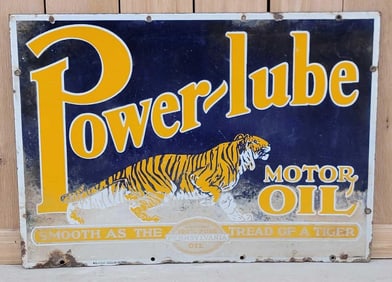 Power-lube
MOTOR
OIL
SMOOTH AS THE TREAD OF A TIGER
PENNSYLVANIA
OIL